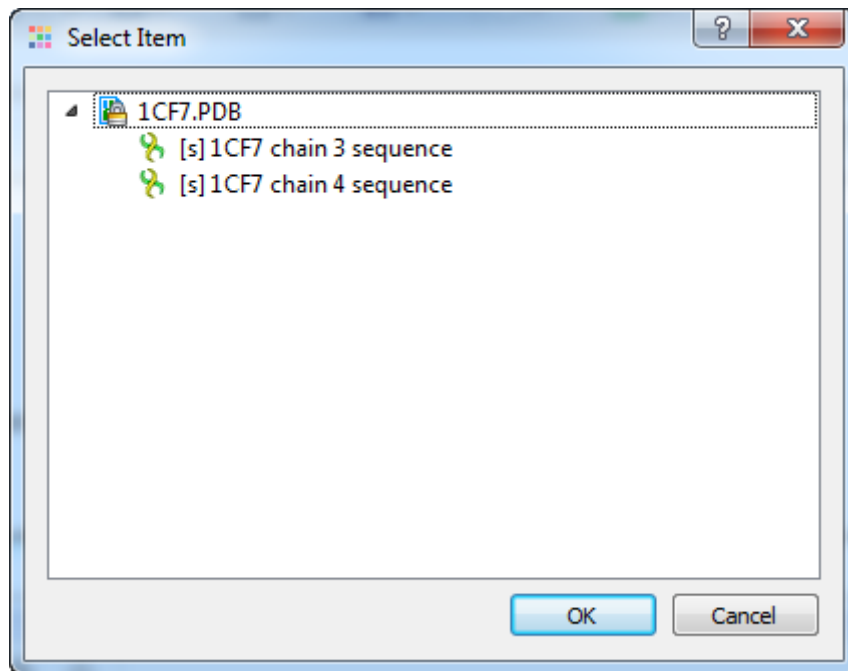 Select Item
1CF7.PDB
[s] 1CF7 chain 3 sequence
[s] 1CF7 chain 4 sequence
OK Cancel